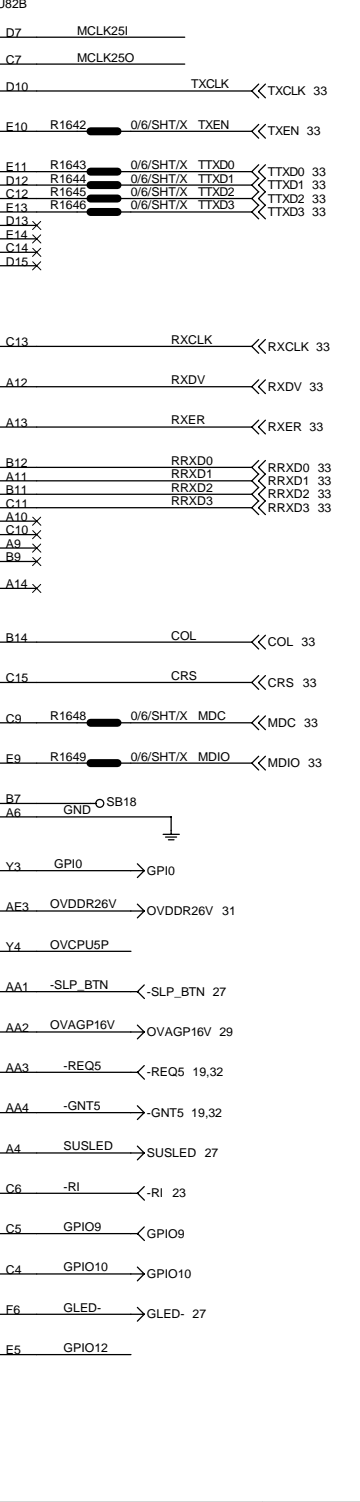 U82B
D7 MCLK25I
C7 MCLK25O
D10 TXCLK TXCLK 33
E10 R1642 0/6/SHT/X TXEN TXEN 33
E11 R1643 0/6/SHT/X TTXD0 TTXD0 33
D12 R1644 0/6/SHT/X TTXD1 TTXD1 33
C12 R1645 0/6/SHT/X TTXD2 TTXD2 33
E13 R1646 0/6/SHT/X TTXD3 TTXD3 33
D13
E14
C14
D15
C13 RXCLK RXCLK 33
A12 RXDV RXDV 33
A13 RXER RXER 33
B12 RRXD0 RRXD0 33
A11 RRXD1 RRXD1 33
B11 RRXD2 RRXD2 33
C11 RRXD3 RRXD3 33
A10
C10
A9
B9
A14
B14 COL COL 33
C15 CRS CRS 33
C9 R1648 0/6/SHT/X MDC MDC 33
E9 R1649 0/6/SHT/X MDIO MDIO 33
B7 SB18
A6 GND
Y3 GPI0 GPI0
AE3 OVDDR26V OVDDR26V 31
Y4 OVCPU5P
AA1 -SLP_BTN -SLP_BTN 27
AA2 OVAGP16V OVAGP16V 29
AA3 -REQ5 -REQ5 19,32
AA4 -GNT5 -GNT5 19,32
A4 SUSLED SUSLED 27
C6 -RI -RI 23
C5 GPIO9 GPIO9
C4 GPIO10 GPIO10
F6 GLED- GLED- 27
E5 GPIO12